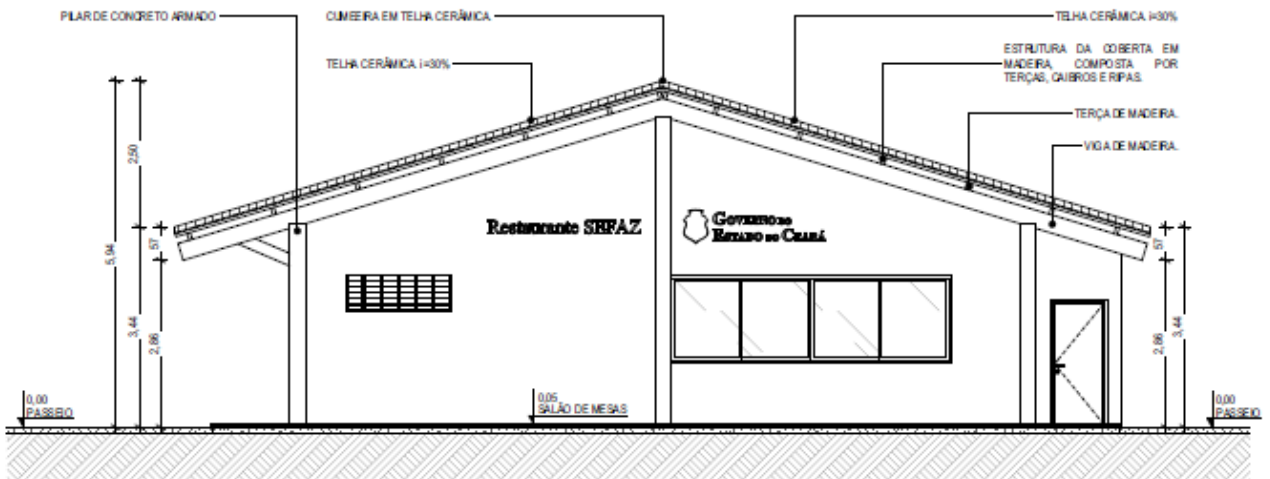 PILAR DE CONCRETO ARMADO
CUMEEIRA EM TELHA CERÂMICA.
TELHA CERÂMICA. i=30%
TELHA CERÂMICA. i=30%
ESTRUTURA DA COBERTA EM
MADEIRA, COMPOSTA POR
TERÇAS, CAIBROS E RIPAS.
TERÇA DE MADEIRA.
VIGA DE MADEIRA.
2,50
57
5,94
3,44
2,86
Restaurante SEFAZ
GOVERNO DO
ESTADO DO CEARÁ
57
2,86
3,44
0,00
PASSEIO
0,05
SALÃO DE MESAS
0,00
PASSEIO